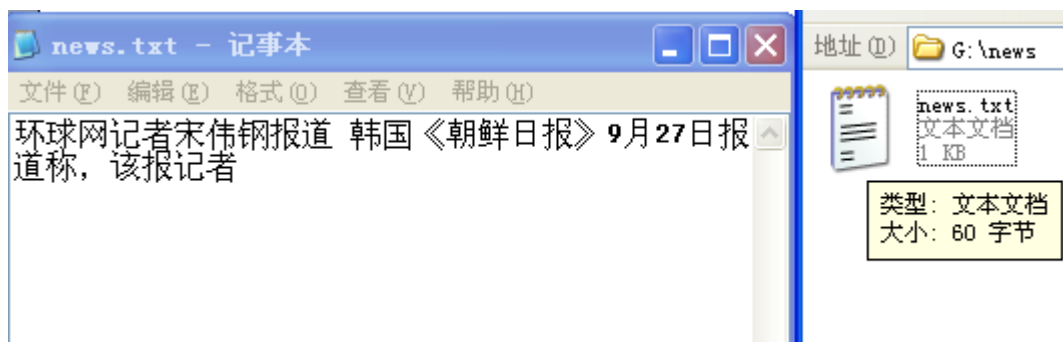 news.txt - 记事本
文件(F) 编辑(E) 格式(O) 查看(V) 帮助(H)
环球网记者宋伟钢报道 韩国《朝鲜日报》9月27日报
道称，该报记者
地址(D) G:\news
news.txt
文本文档
1 KB
类型: 文本文档
大小: 60 字节